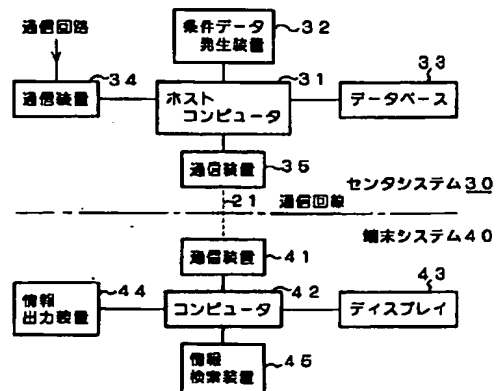 通信回路
条件データ
発生装置
32
34
31
33
通信装置
ホスト
コンピュータ
データベース
35
通信装置
センタシステム30
21
通信回線
端末システム40
41
通信装置
44
42
43
情報
出力装置
コンピュータ
ディスプレイ
45
情報
検索装置